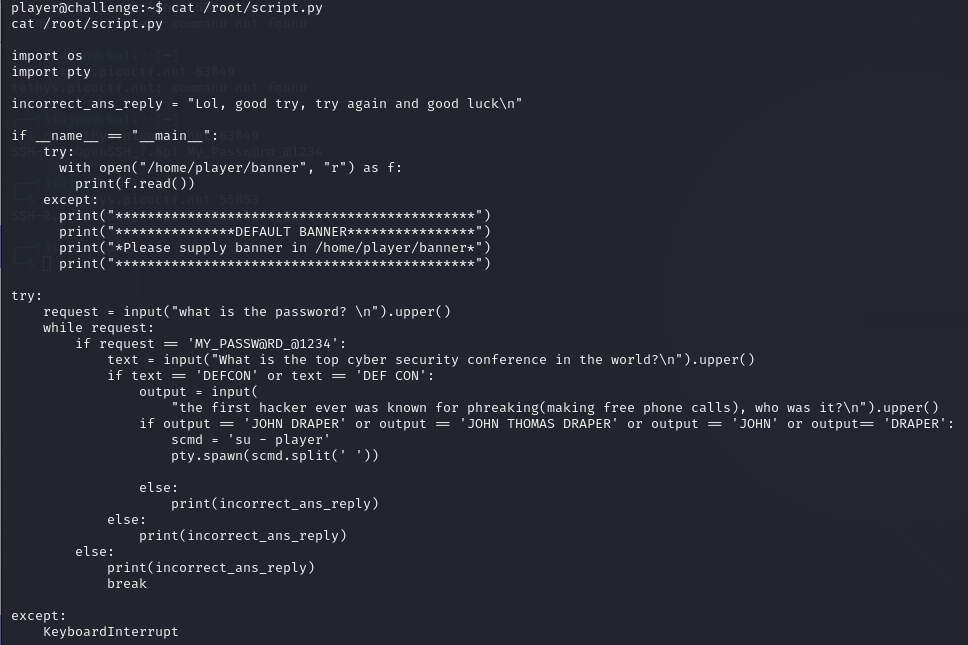 player@challenge:~$ cat /root/script.py
cat /root/script.py
import os
import pty
incorrect_ans_reply = "Lol, good try, try again and good luck\n"
if __name__ == "__main__":
    try:
      with open("/home/player/banner", "r") as f:
        print(f.read())
    except:
      print("*********************************************")
      print("***************DEFAULT BANNER****************")
      print("*Please supply banner in /home/player/banner*")
      print("*********************************************")
try:
    request = input("what is the password? \n").upper()
    while request:
        if request == 'MY_PASSW@RD_@1234':
            text = input("What is the top cyber security conference in the world?\n").upper()
            if text == 'DEFCON' or text == 'DEF CON':
                output = input(
                    "the first hacker ever was known for phreaking(making free phone calls), who was it?\n").upper()
                if output == 'JOHN DRAPER' or output == 'JOHN THOMAS DRAPER' or output == 'JOHN' or output== 'DRAPER':
                    scmd = 'su - player'
                    pty.spawn(scmd.split(' '))
                else:
                    print(incorrect_ans_reply)
            else:
                print(incorrect_ans_reply)
        else:
            print(incorrect_ans_reply)
            break
except:
    KeyboardInterrupt